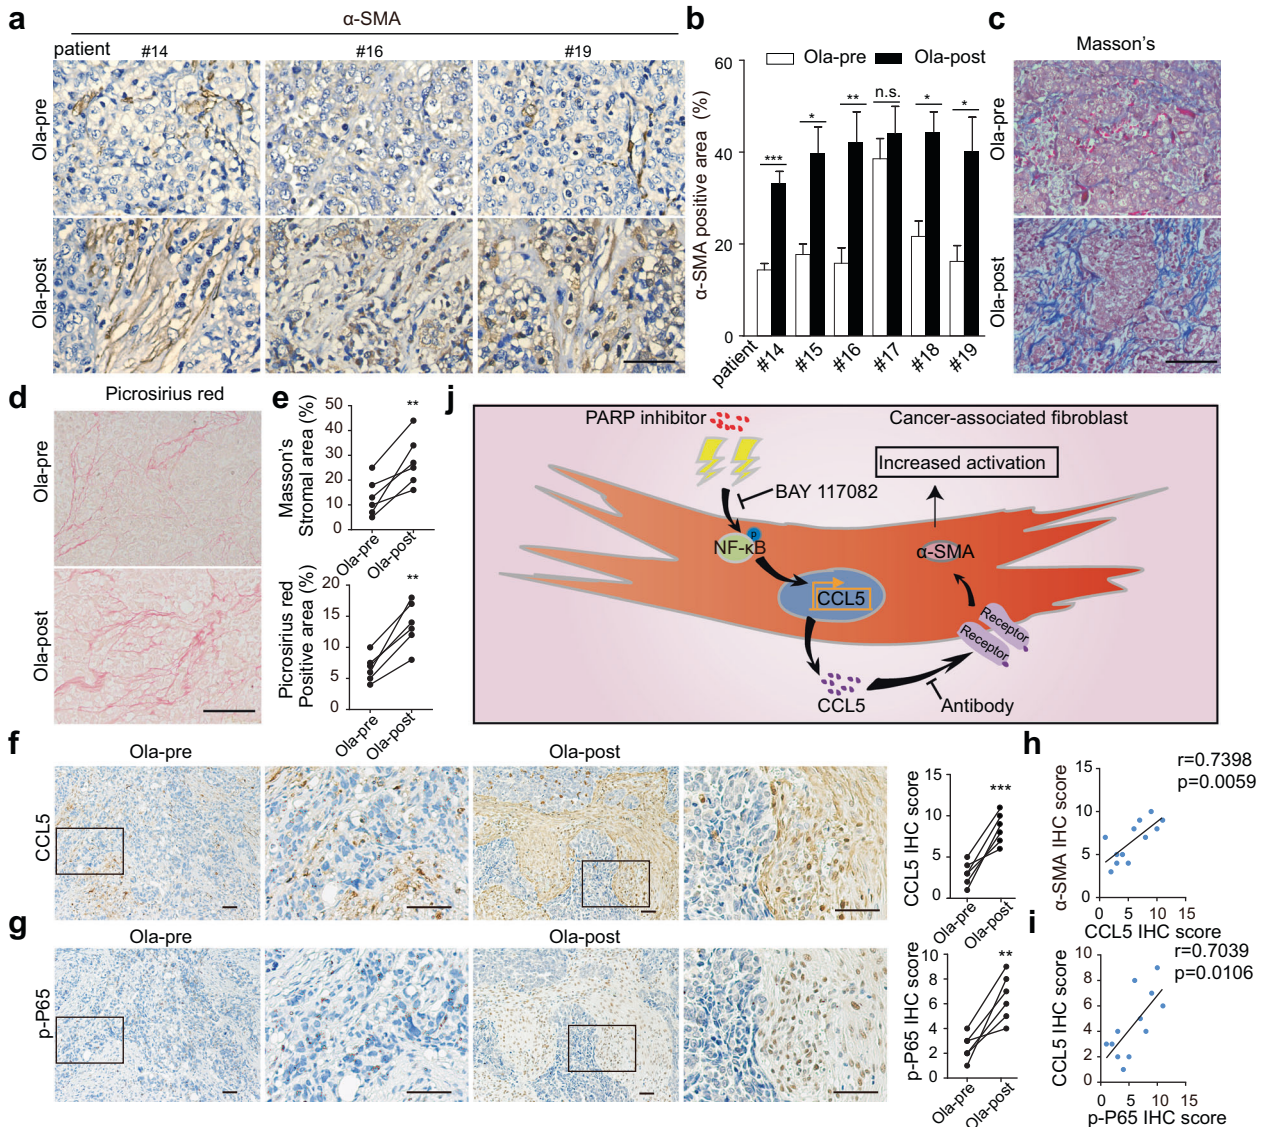 a
α-SMA
patient #14 #16 #19
Ola-pre
Ola-post
b
Ola-pre Ola-post
α-SMA positive area (%)
60
40
20
0
*** * ** n.s. * *
patient #14 #15 #16 #17 #18 #19
c
Masson's
Ola-pre
Ola-post
d
Picrosirius red
Ola-pre
Ola-post
e
Masson's
Stromal area (%)
50
40
30
20
10
0
**
Ola-pre Ola-post
Picrosirius red
Positive area (%)
20
15
10
5
0
**
Ola-pre Ola-post
j
PARP inhibitor
Cancer-associated fibroblast
Increased activation
BAY 117082
p
NF-κB
α-SMA
CCL5
Receptor
Receptor
CCL5
Antibody
f
Ola-pre Ola-post
CCL5
CCL5 IHC score
15
10
5
0
***
Ola-pre Ola-post
g
Ola-pre Ola-post
p-P65
p-P65 IHC score
10
8
6
4
2
0
**
Ola-pre Ola-post
h
r=0.7398
p=0.0059
α-SMA IHC score
15
10
5
0
0 5 10 15
CCL5 IHC score
i
r=0.7039
p=0.0106
CCL5 IHC score
10
8
6
4
2
0
0 5 10 15
p-P65 IHC score